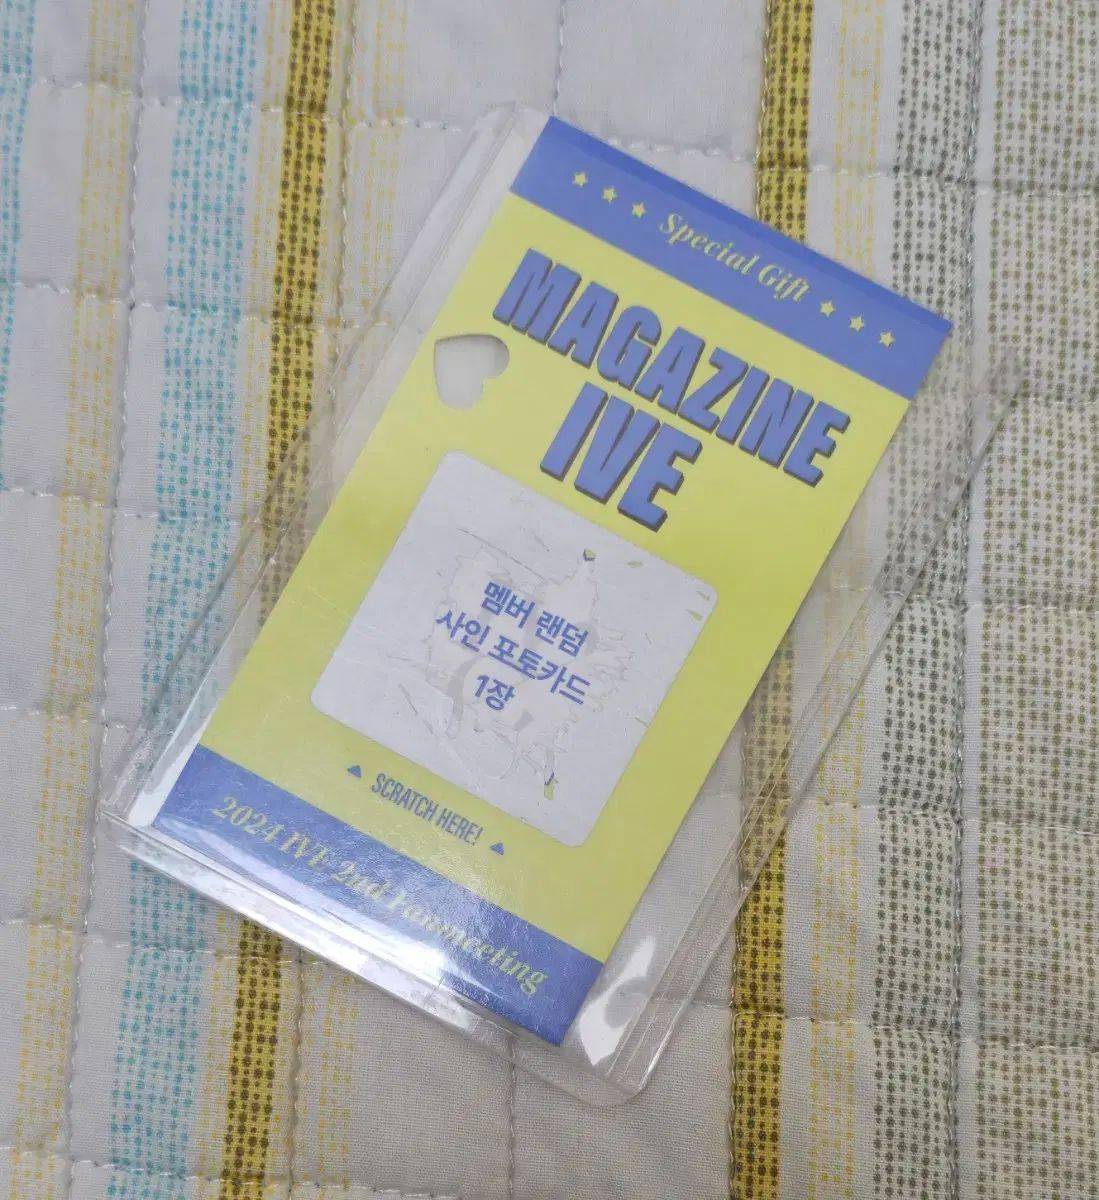 Special Gift
MAGAZINE
IVE
멤버 랜덤
사인 포토카드
1장
SCRATCH HERE!
2024 IVE 2nd Fanmeeting